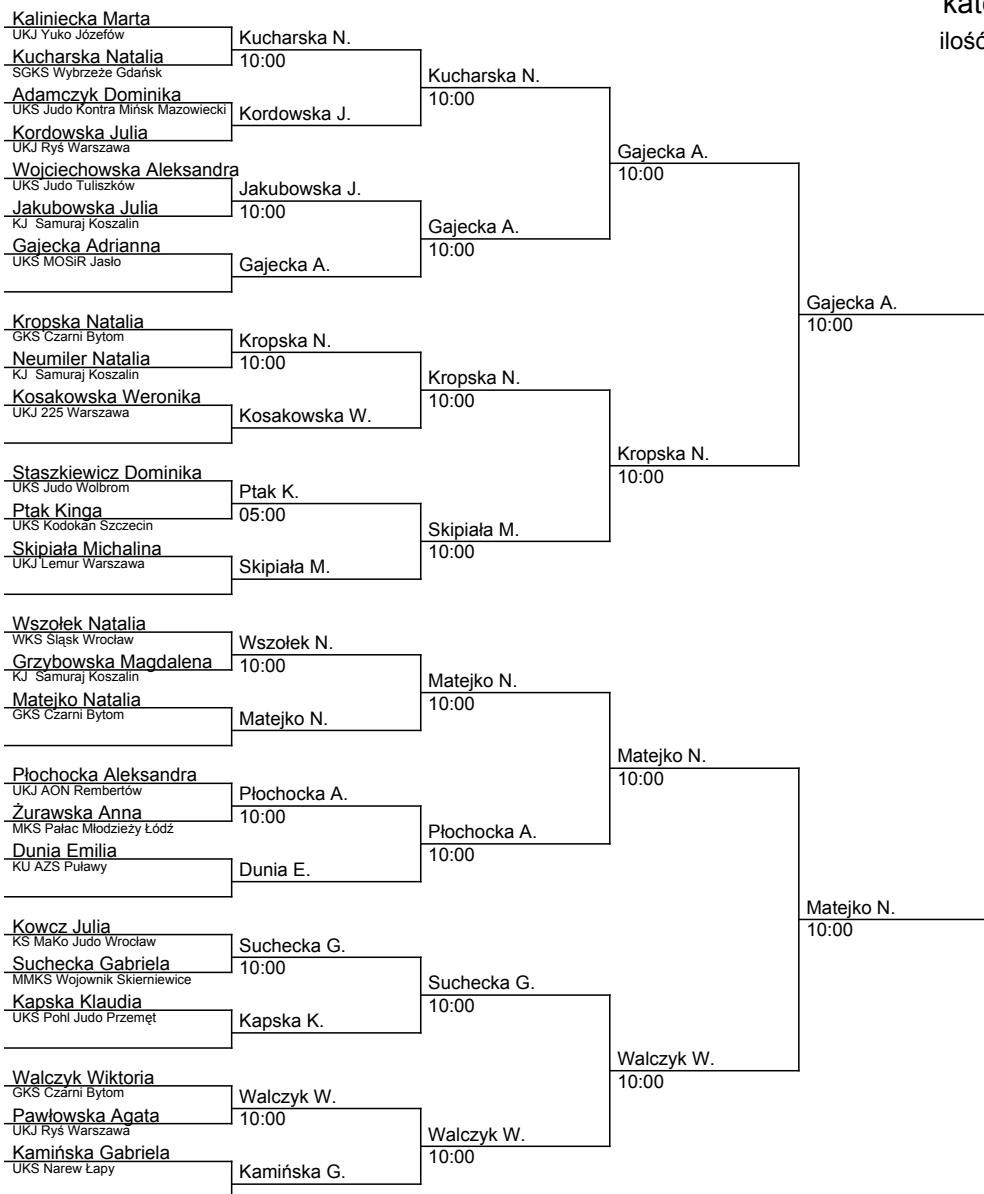 kate
ilość
Kaliniecka Marta
UKJ Yuko Józefów
Kucharska Natalia
SGKS Wybrzeże Gdańsk
Adamczyk Dominika
UKS Judo Kontra Mińsk Mazowiecki
Kordowska Julia
UKJ Ryś Warszawa
Wojciechowska Aleksandra
UKS Judo Tuliszków
Jakubowska Julia
KJ Samuraj Koszalin
Gajecka Adrianna
UKS MOSiR Jasło
Kropska Natalia
GKS Czarni Bytom
Neumiler Natalia
KJ Samuraj Koszalin
Kosakowska Weronika
UKJ 225 Warszawa
Staszkiewicz Dominika
UKS Judo Wolbrom
Ptak Kinga
UKS Kodokan Szczecin
Skipiała Michalina
UKJ Lemur Warszawa
Wszołek Natalia
WKS Śląsk Wrocław
Grzybowska Magdalena
KJ Samuraj Koszalin
Matejko Natalia
GKS Czarni Bytom
Płochocka Aleksandra
UKJ AON Rembertów
Żurawska Anna
MKS Pałac Młodzieży Łódź
Dunia Emilia
KU AZS Puławy
Kowcz Julia
KS MaKo Judo Wrocław
Suchecka Gabriela
MMKS Wojownik Skierniewice
Kapska Klaudia
UKS Pohl Judo Przemęt
Walczyk Wiktoria
GKS Czarni Bytom
Pawłowska Agata
UKJ Ryś Warszawa
Kamińska Gabriela
UKS Narew Łapy
Kucharska N.
10:00
Kordowska J.
Jakubowska J.
10:00
Gajecka A.
Kropska N.
10:00
Kosakowska W.
Ptak K.
05:00
Skipiała M.
Wszołek N.
10:00
Matejko N.
Płochocka A.
10:00
Dunia E.
Suchecka G.
10:00
Kapska K.
Walczyk W.
10:00
Kamińska G.
Kucharska N.
10:00
Gajecka A.
10:00
Kropska N.
10:00
Skipiała M.
10:00
Matejko N.
10:00
Płochocka A.
10:00
Suchecka G.
10:00
Walczyk W.
10:00
Gajecka A.
10:00
Kropska N.
10:00
Matejko N.
10:00
Walczyk W.
10:00
Gajecka A.
10:00
Matejko N.
10:00